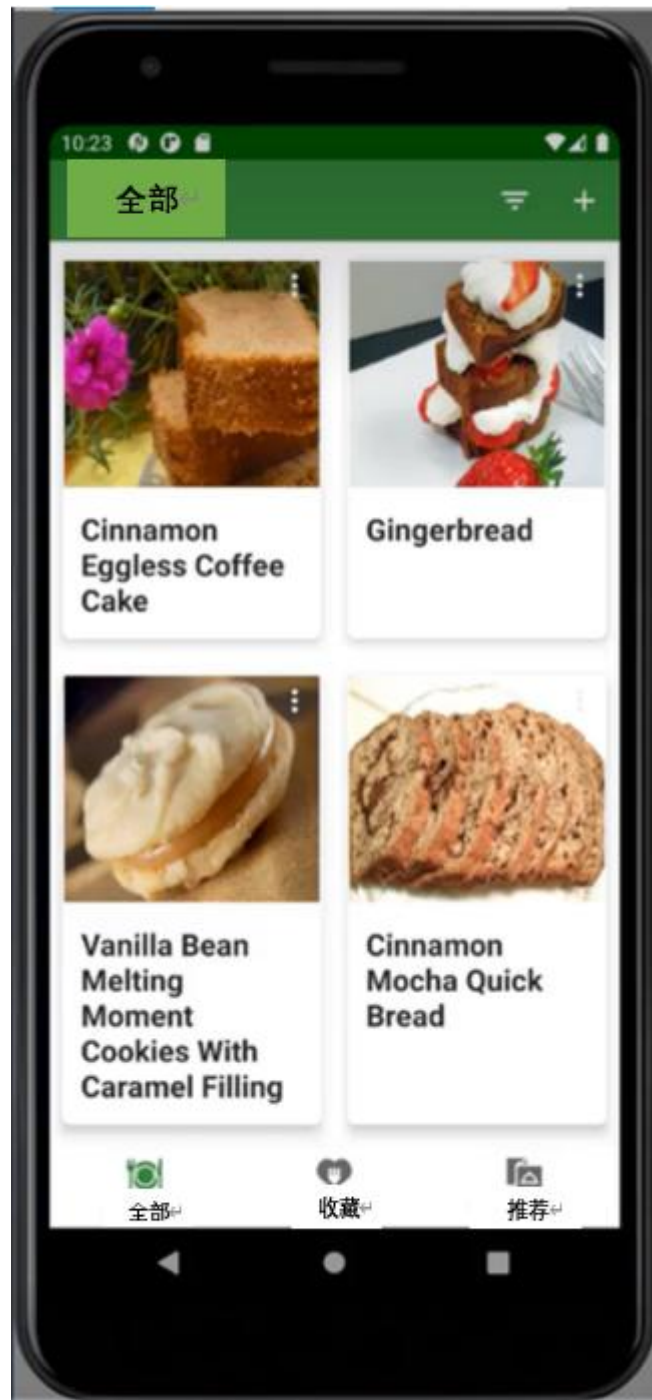 10:23
全部
Cinnamon
Eggless Coffee
Cake
Gingerbread
Vanilla Bean
Melting
Moment
Cookies With
Caramel Filling
Cinnamon
Mocha Quick
Bread
全部
收藏
推荐